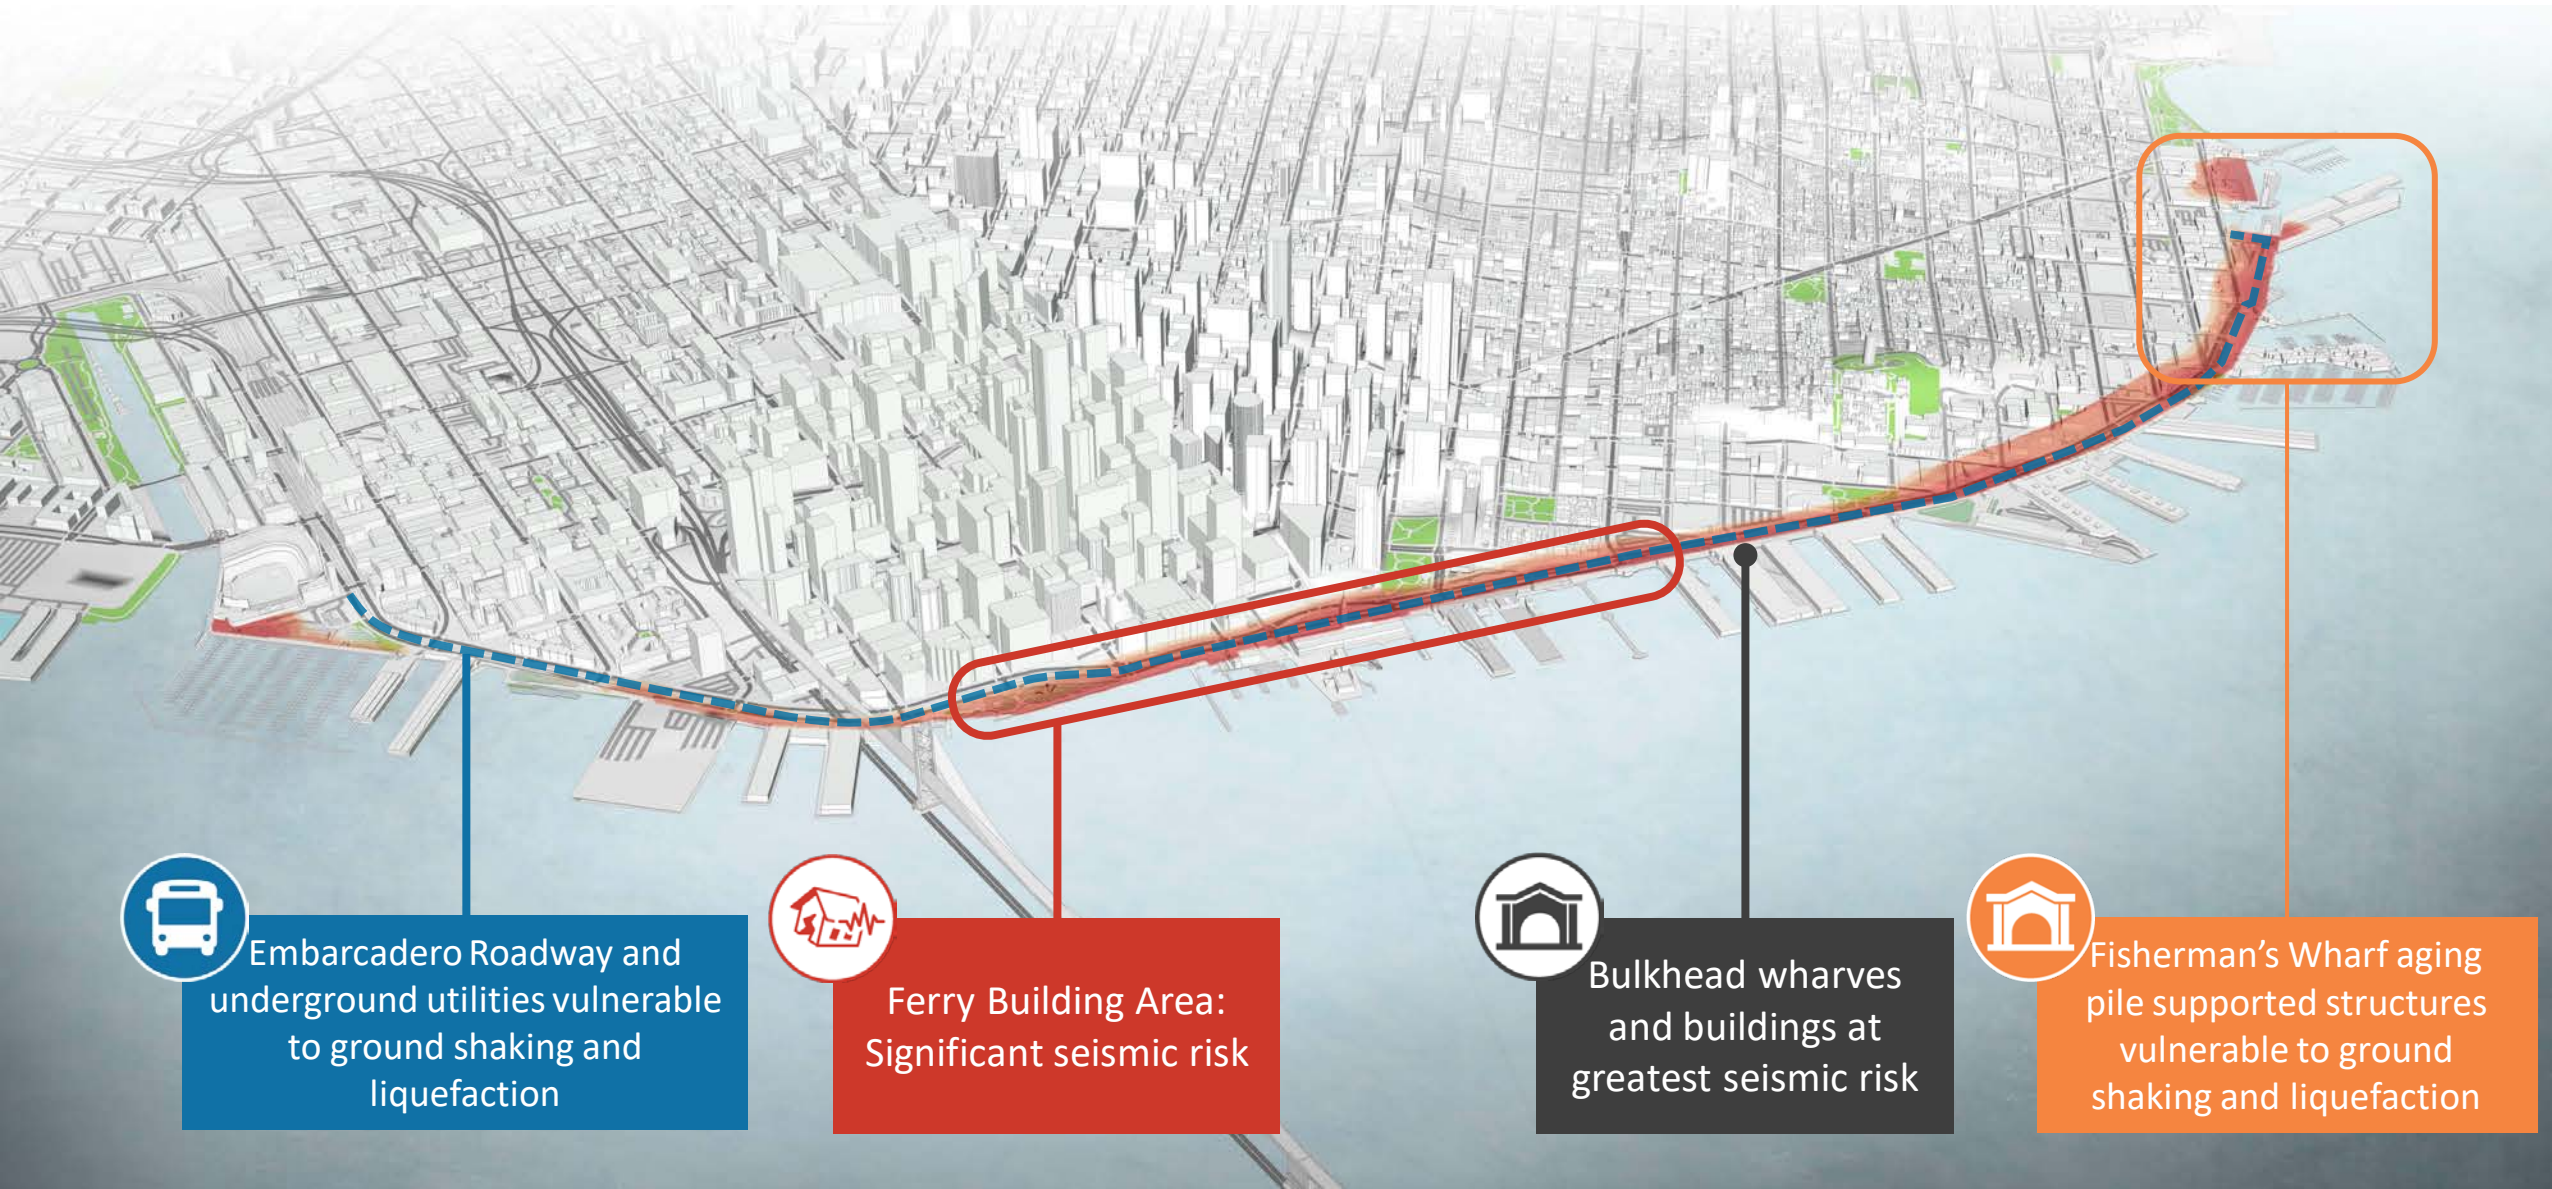 Embarcadero Roadway and
underground utilities vulnerable
to ground shaking and
liquefaction
Ferry Building Area:
Significant seismic risk
Bulkhead wharves
and buildings at
greatest seismic risk
Fisherman’s Wharf aging
pile supported structures
vulnerable to ground
shaking and liquefaction